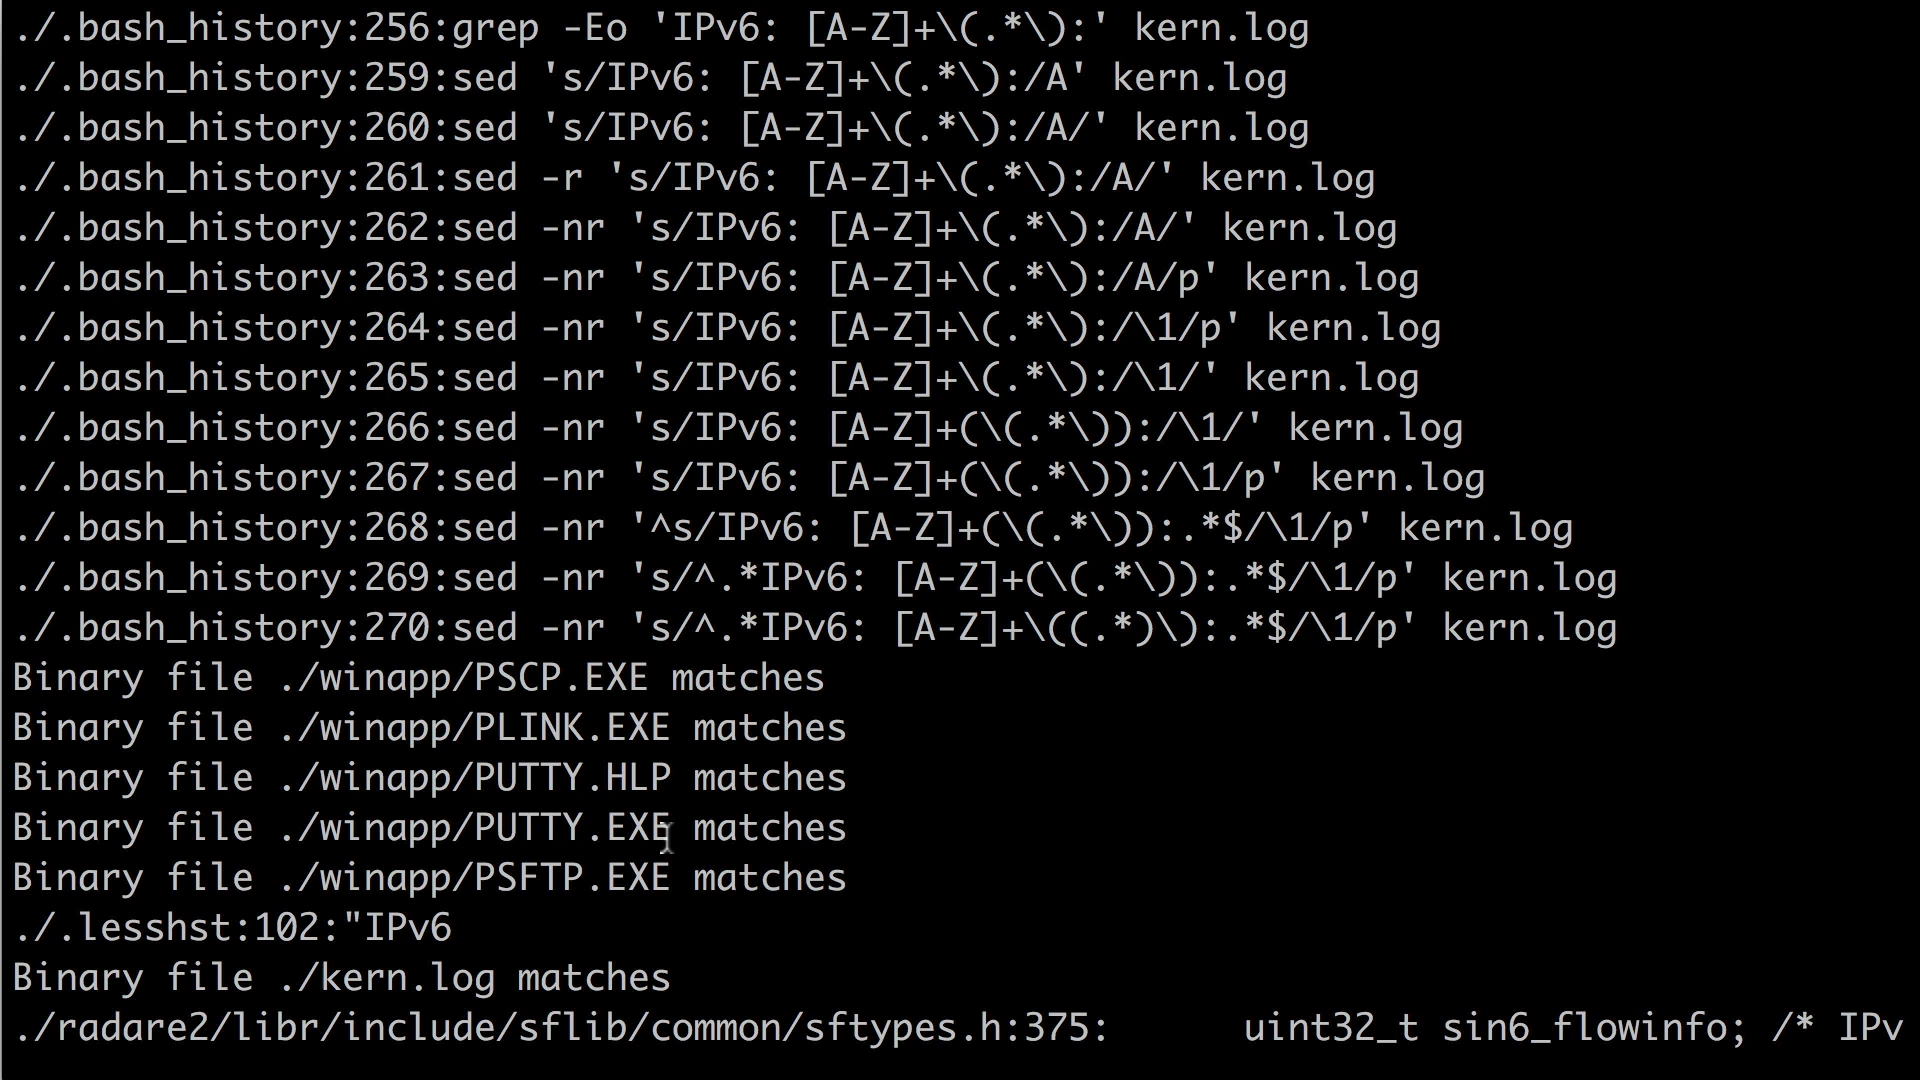 ./.bash_history:256:grep -Eo 'IPv6: [A-Z]+\(.*\):' kern.log
./.bash_history:259:sed 's/IPv6: [A-Z]+\(.*\):/A' kern.log
./.bash_history:260:sed 's/IPv6: [A-Z]+\(.*\):/A/' kern.log
./.bash_history:261:sed -r 's/IPv6: [A-Z]+\(.*\):/A/' kern.log
./.bash_history:262:sed -nr 's/IPv6: [A-Z]+\(.*\):/A/' kern.log
./.bash_history:263:sed -nr 's/IPv6: [A-Z]+\(.*\):/A/p' kern.log
./.bash_history:264:sed -nr 's/IPv6: [A-Z]+\(.*\):/\1/p' kern.log
./.bash_history:265:sed -nr 's/IPv6: [A-Z]+\(.*\):/\1/' kern.log
./.bash_history:266:sed -nr 's/IPv6: [A-Z]+(\(.*\)):/\1/' kern.log
./.bash_history:267:sed -nr 's/IPv6: [A-Z]+(\(.*\)):/\1/p' kern.log
./.bash_history:268:sed -nr '^s/IPv6: [A-Z]+(\(.*\)):.*$/\1/p' kern.log
./.bash_history:269:sed -nr 's/^.*IPv6: [A-Z]+(\(.*\)):.*$/\1/p' kern.log
./.bash_history:270:sed -nr 's/^.*IPv6: [A-Z]+\((.*)\):.*$/\1/p' kern.log
Binary file ./winapp/PSCP.EXE matches
Binary file ./winapp/PLINK.EXE matches
Binary file ./winapp/PUTTY.HLP matches
Binary file ./winapp/PUTTY.EXE matches
Binary file ./winapp/PSFTP.EXE matches
./.lesshst:102:"IPv6
Binary file ./kern.log matches
./radare2/libr/include/sflib/common/sftypes.h:375:      uint32_t sin6_flowinfo; /* IPv